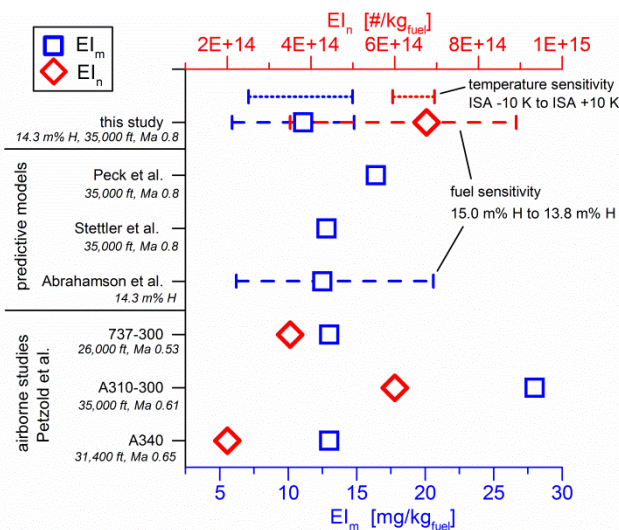 EIn [#/kgfuel]
2E+14 4E+14 6E+14 8E+14 1E+15
EIm
EIn
temperature sensitivity
ISA -10 K to ISA +10 K
this study
14.3 m% H, 35,000 ft, Ma 0.8
predictive models
Peck et al.
35,000 ft, Ma 0.8
fuel sensitivity
15.0 m% H to 13.8 m% H
Stettler et al.
35,000 ft, Ma 0.8
Abrahamson et al.
14.3 m% H
airborne studies
Petzold et al.
737-300
26,000 ft, Ma 0.53
A310-300
35,000 ft, Ma 0.61
A340
31,400 ft, Ma 0.65
5 10 15 20 25 30
EIm [mg/kgfuel]